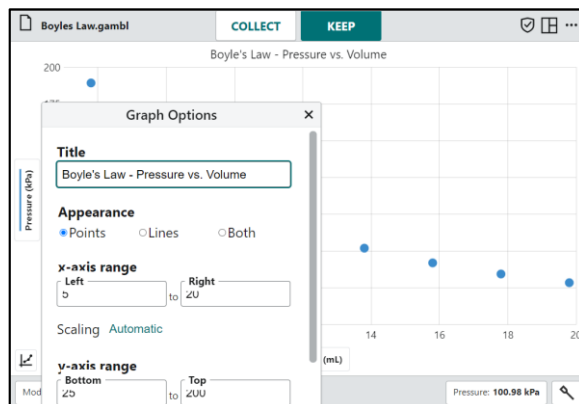 Boyles Law.gambl
COLLECT
KEEP
Boyle's Law - Pressure vs. Volume
200
Graph Options
Title
Boyle's Law - Pressure vs. Volume
Appearance
Points
Lines
Both
x-axis range
Left
5
to
Right
20
Scaling
Automatic
y-axis range
Bottom
25
to
Top
200
Pressure (kPa)
14
16
18
20
(mL)
Mod
Pressure: 100.98 kPa